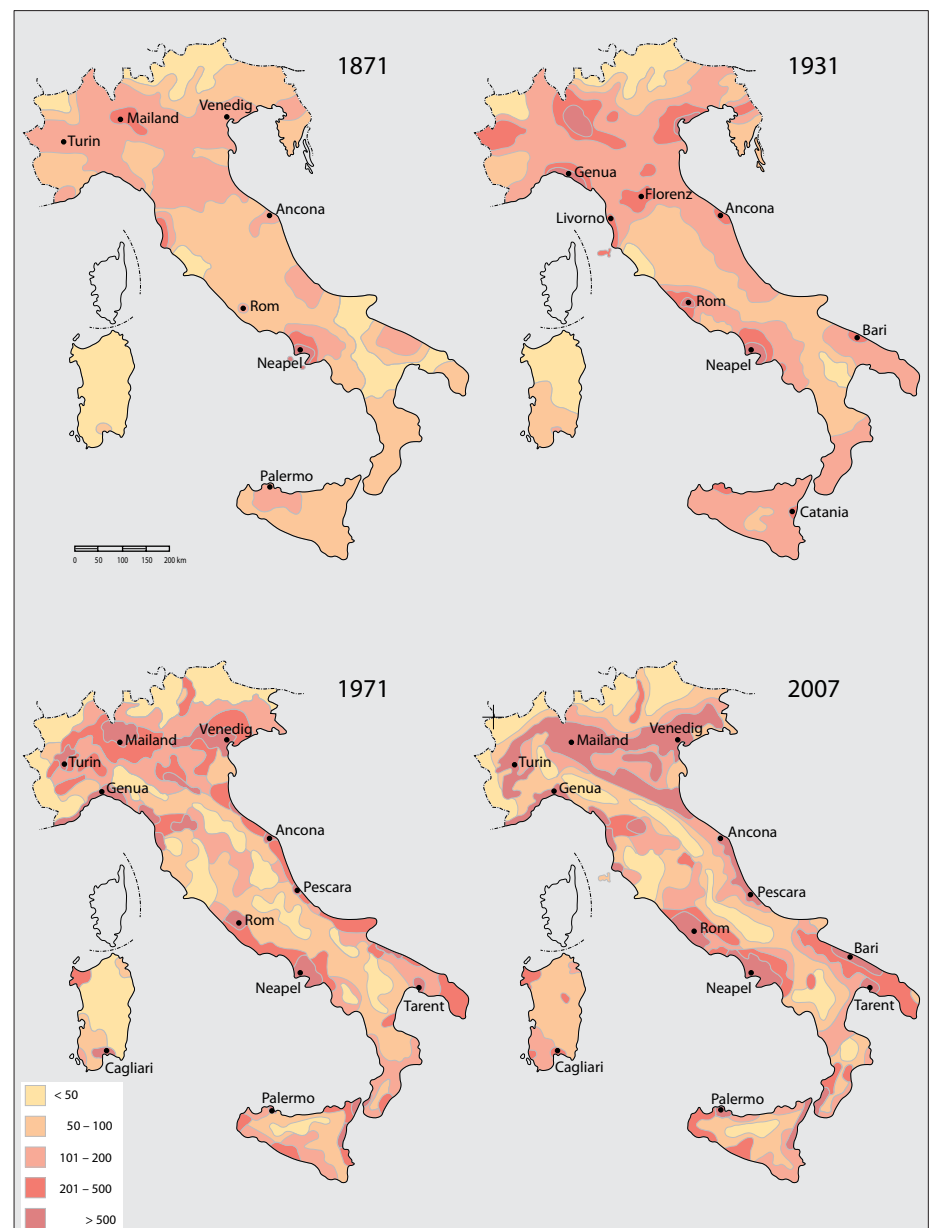 1871
Venedig
Mailand
Turin
Ancona
Rom
Neapel
Palermo
0 50 100 150 200 km
1931
Genua
Florenz
Livorno
Ancona
Rom
Bari
Neapel
Catania
1971
Venedig
Mailand
Turin
Genua
Ancona
Pescara
Rom
Neapel
Tarent
Cagliari
Palermo
2007
Venedig
Mailand
Turin
Genua
Ancona
Pescara
Rom
Bari
Neapel
Tarent
Cagliari
Palermo
< 50
50 – 100
101 – 200
201 – 500
> 500